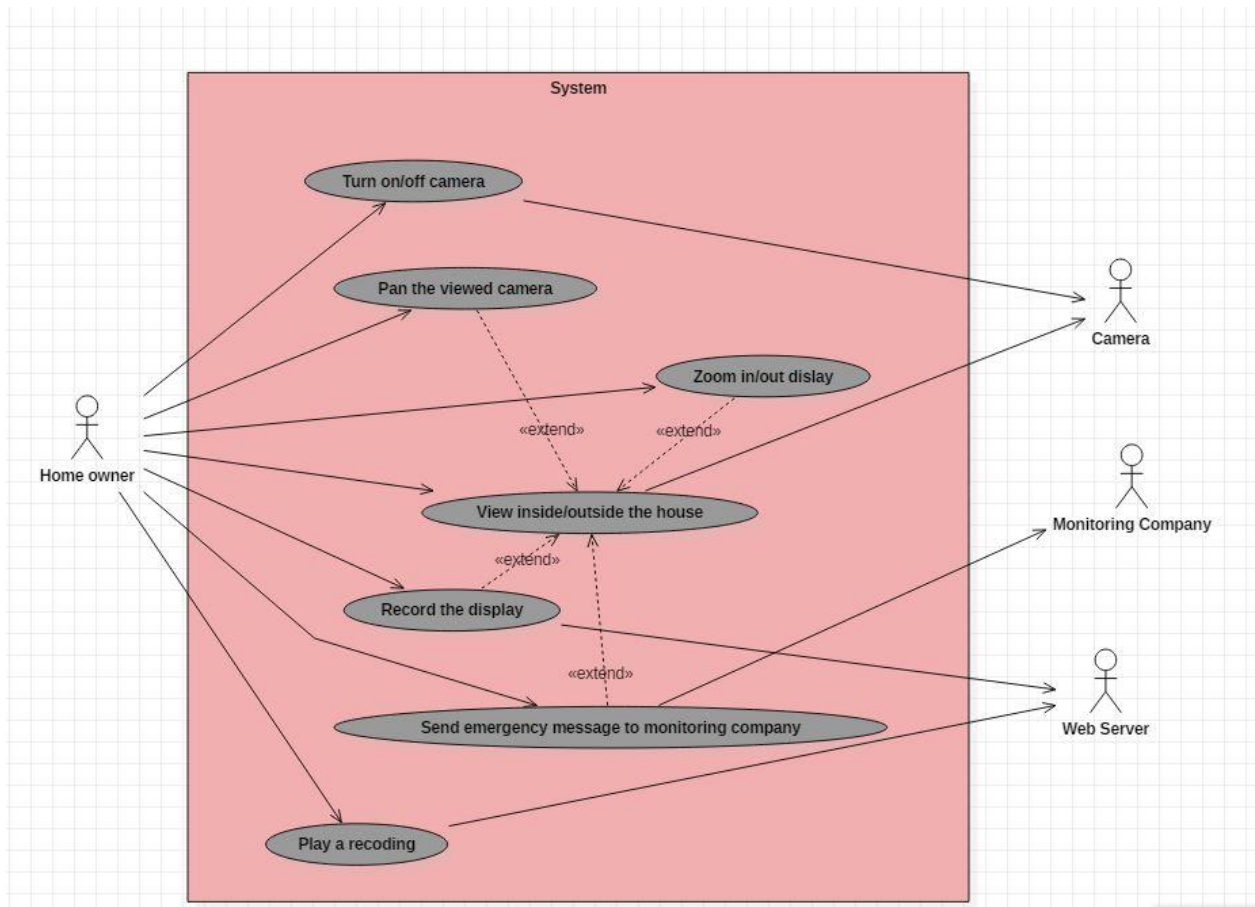 System
Turn on/off camera
Pan the viewed camera
Camera
Zoom in/out dislay
Home owner
«extend»
«extend»
View inside/outside the house
Monitoring Company
«extend»
Record the display
«extend»
Send emergency message to monitoring company
Web Server
Play a recoding